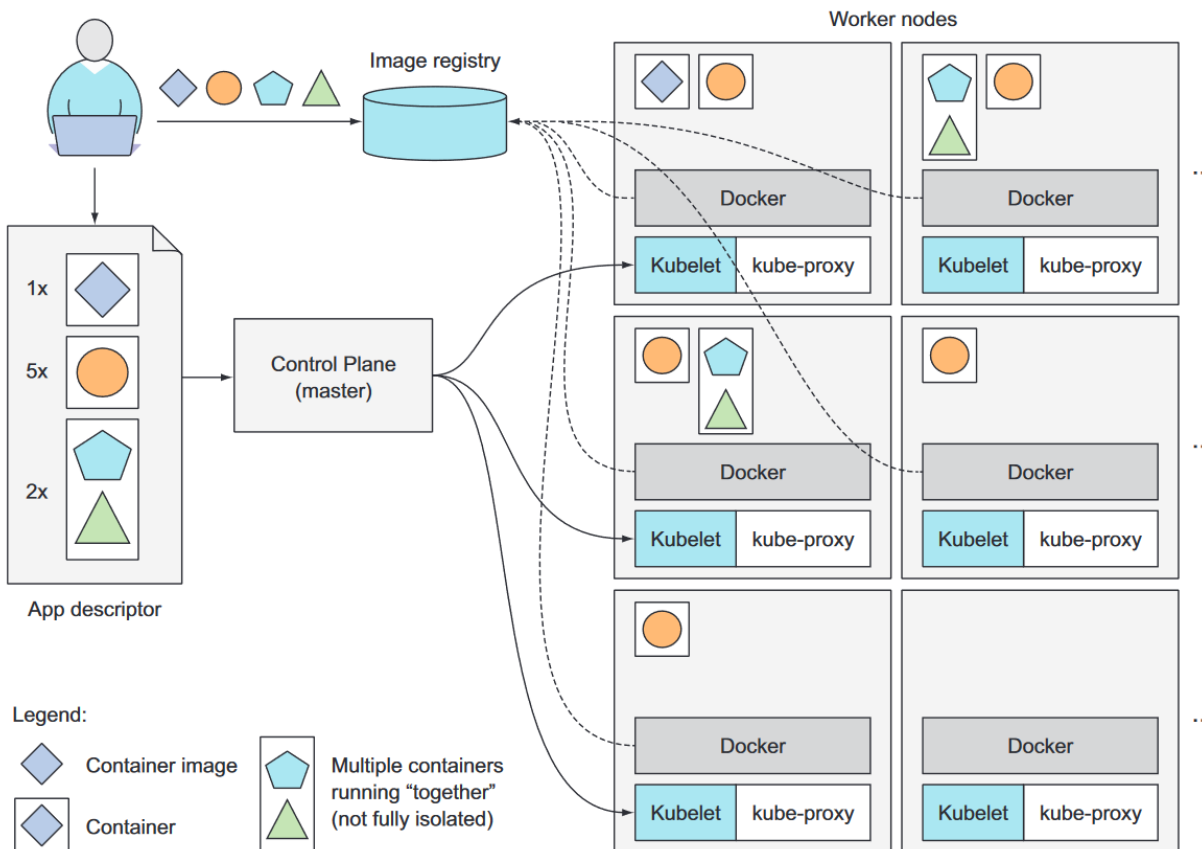 Worker nodes
Image registry
Docker
Kubelet
kube-proxy
Docker
Kubelet
kube-proxy
1x
5x
2x
App descriptor
Control Plane
(master)
Docker
Kubelet
kube-proxy
Docker
Kubelet
kube-proxy
Docker
Kubelet
kube-proxy
Docker
Kubelet
kube-proxy
Legend:
Container image
Container
Multiple containers
running “together”
(not fully isolated)